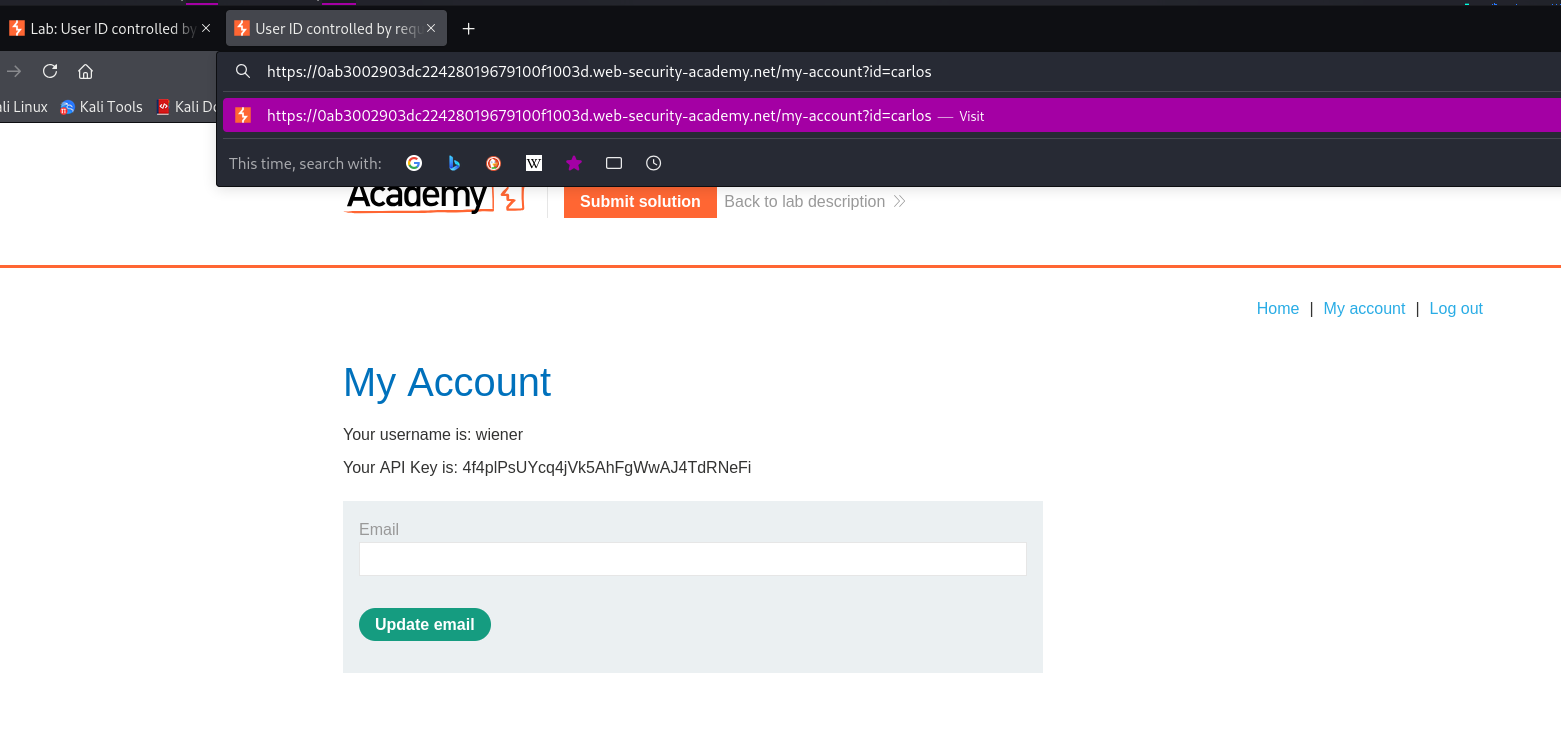 Lab: User ID controlled by
User ID controlled by requ
https://0ab3002903dc22428019679100f1003d.web-security-academy.net/my-account?id=carlos
ali Linux Kali Tools Kali Do
https://0ab3002903dc22428019679100f1003d.web-security-academy.net/my-account?id=carlos — Visit
This time, search with:
Academy
Submit solution
Back to lab description
Home | My account | Log out
My Account
Your username is: wiener
Your API Key is: 4f4plPsUYcq4jVk5AhFgWwAJ4TdRNeFi
Email
Update email